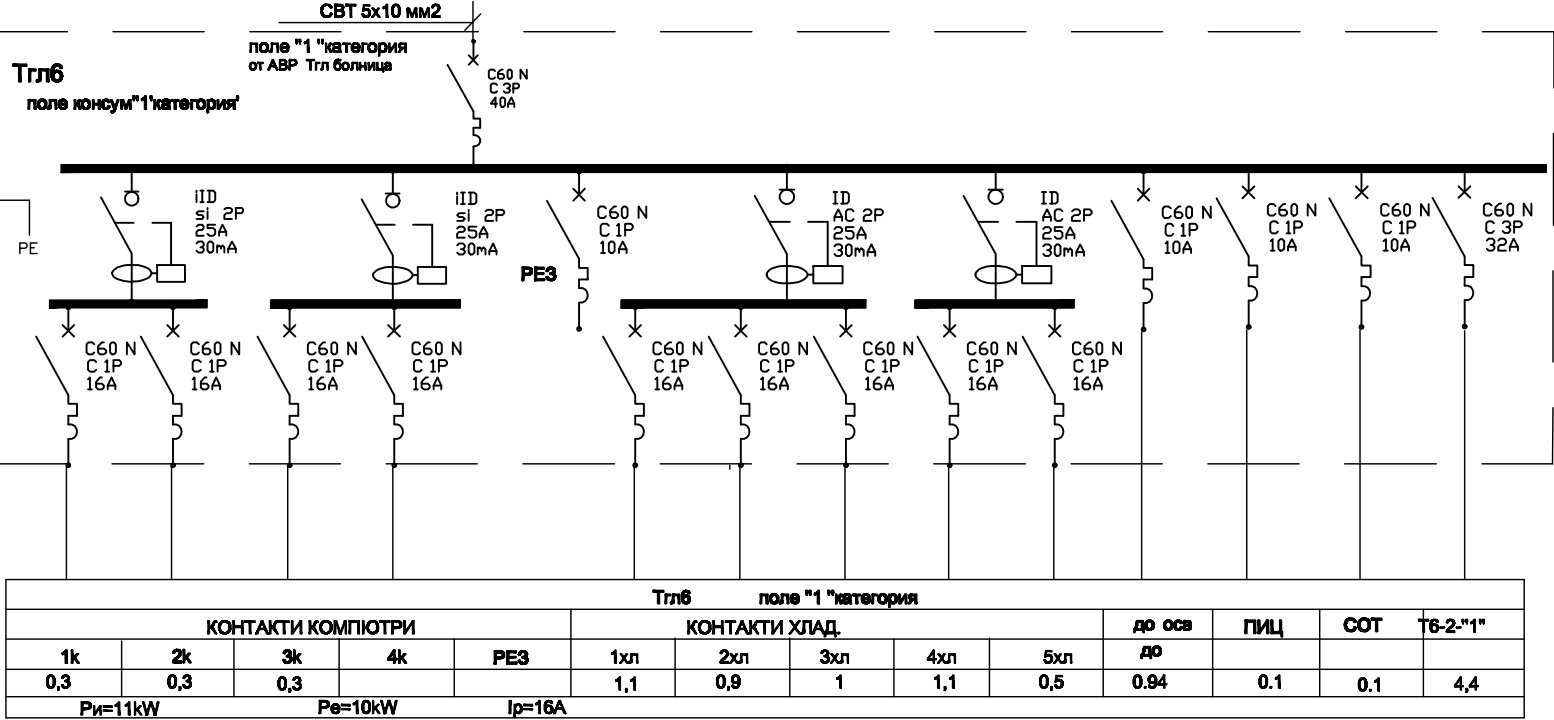 СВТ 5x10 мм2
поле "1 "категория
от АВР Тгл болница
Тгл6
поле консум"1'категория'
C60 N
C 3P
40A
PE
iID
si 2P
25A
30mA
iID
si 2P
25A
30mA
C60 N
C 1P
10A
РЕЗ
ID
AC 2P
25A
30mA
ID
AC 2P
25A
30mA
C60 N
C 1P
10A
C60 N
C 1P
10A
C60 N
C 1P
10A
C60 N
C 3P
32A
C60 N
C 1P
16A
C60 N
C 1P
16A
C60 N
C 1P
16A
C60 N
C 1P
16A
C60 N
C 1P
16A
C60 N
C 1P
16A
C60 N
C 1P
16A
C60 N
C 1P
16A
C60 N
C 1P
16A
Тгл6 поле "1 "категория
КОНТАКТИ КОМПЮТРИ КОНТАКТИ ХЛАД. до осв ПИЦ СОТ Т6-2-"1"
1k 2k 3k 4k РЕЗ 1хл 2хл 3хл 4хл 5хл до
0,3 0,3 0,3 1,1 0,9 1 1,1 0,5 0.94 0.1 0.1 4,4
Ри=11kW Ре=10kW Iр=16A